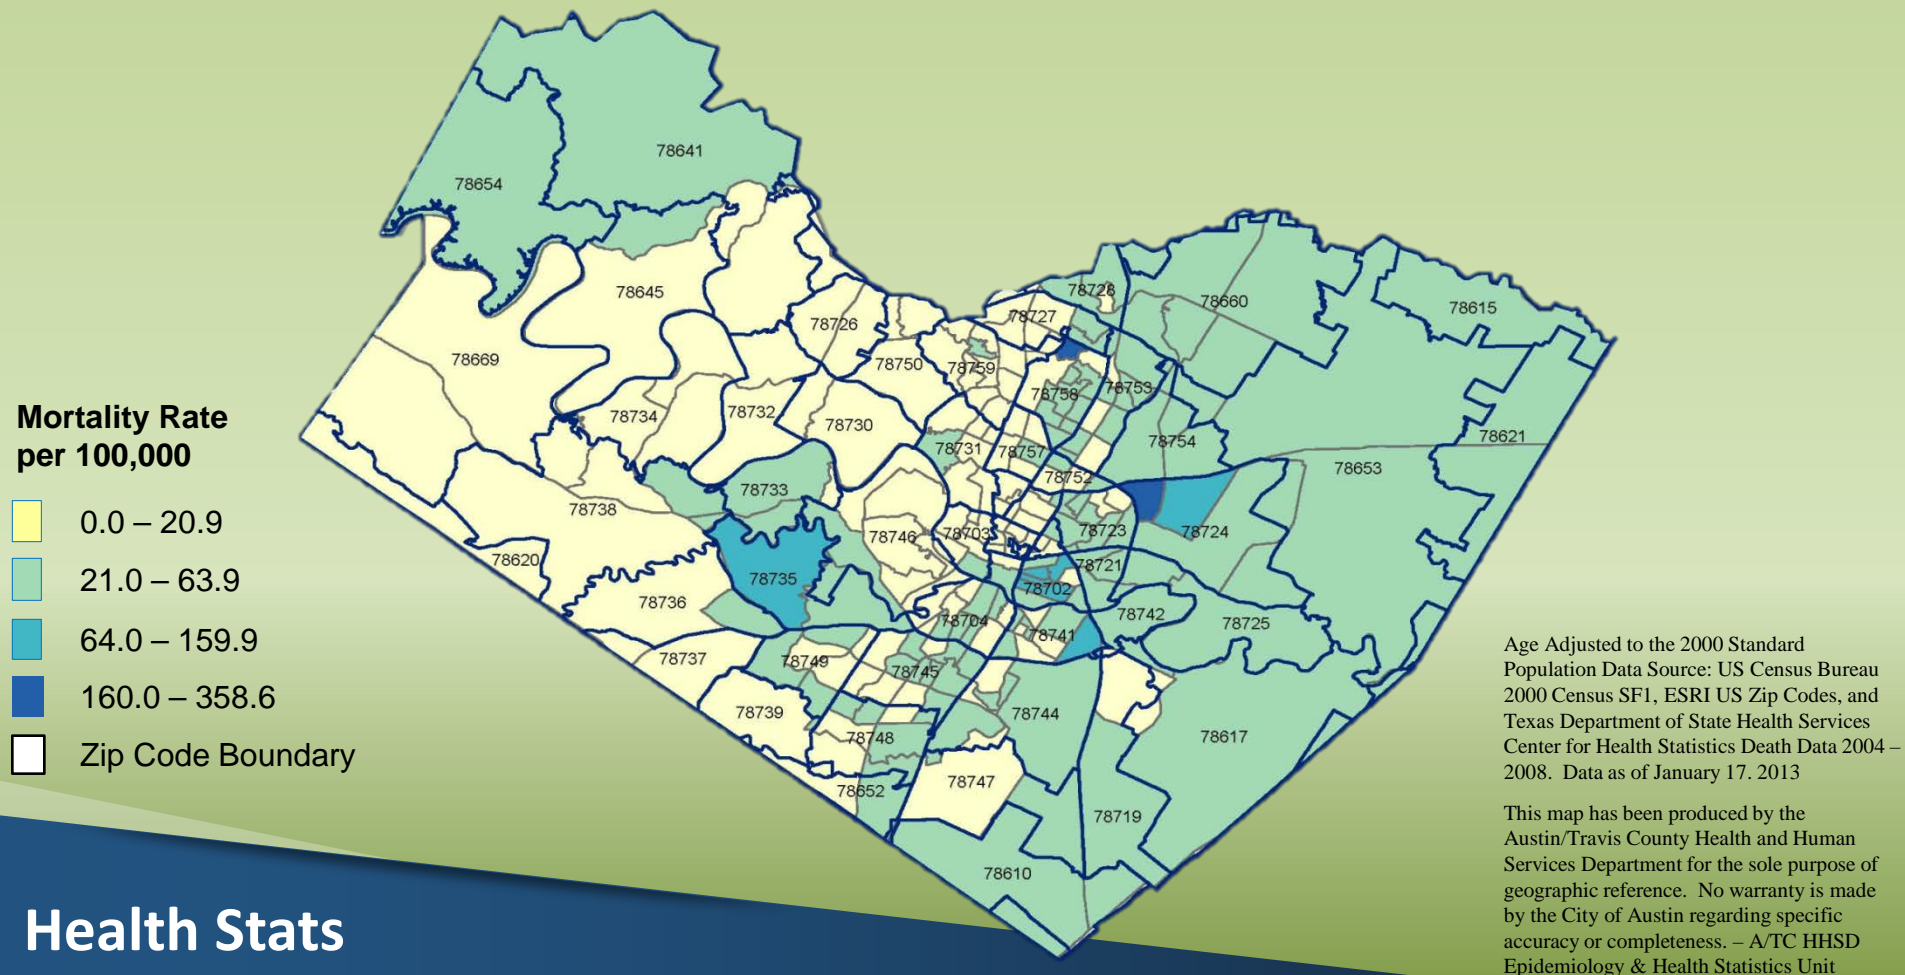 Mortality Rate
per 100,000
0.0 – 20.9
21.0 – 63.9
64.0 – 159.9
160.0 – 358.6
Zip Code Boundary
78641
78654
78645
78669
78726
78750
78759
78727
78728
78660
78615
78758
78753
78734
78732
78730
78731
78757
78754
78621
78653
78752
78733
78738
78746
78703
78723
78724
78620
78735
78721
78702
78736
78742
78725
78704
78741
78737
78749
78745
78739
78748
78744
78617
78652
78747
78719
78610
Age Adjusted to the 2000 Standard
Population Data Source: US Census Bureau
2000 Census SF1, ESRI US Zip Codes, and
Texas Department of State Health Services
Center for Health Statistics Death Data 2004 –
2008.  Data as of January 17. 2013
This map has been produced by the
Austin/Travis County Health and Human
Services Department for the sole purpose of
geographic reference.  No warranty is made
by the City of Austin regarding specific
accuracy or completeness. – A/TC HHSD
Epidemiology & Health Statistics Unit
Health Stats